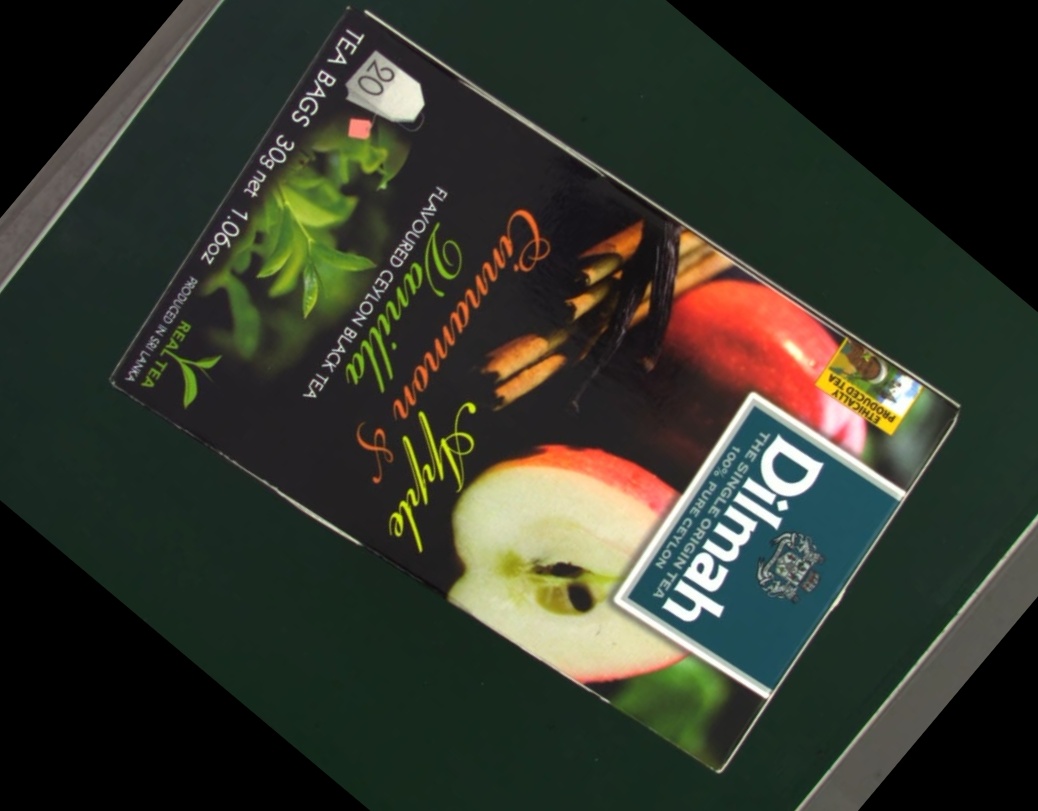 Dilmah
THE SINGLE ORIGIN TEA
100% PURE CEYLON
ETHICALLY
PRODUCED TEA
Apple
Cinnamon &
Vanilla
FLAVOURED CEYLON BLACK TEA
20
TEA BAGS 30g net 1.06oz
REAL TEA
PRODUCED IN SRI LANKA